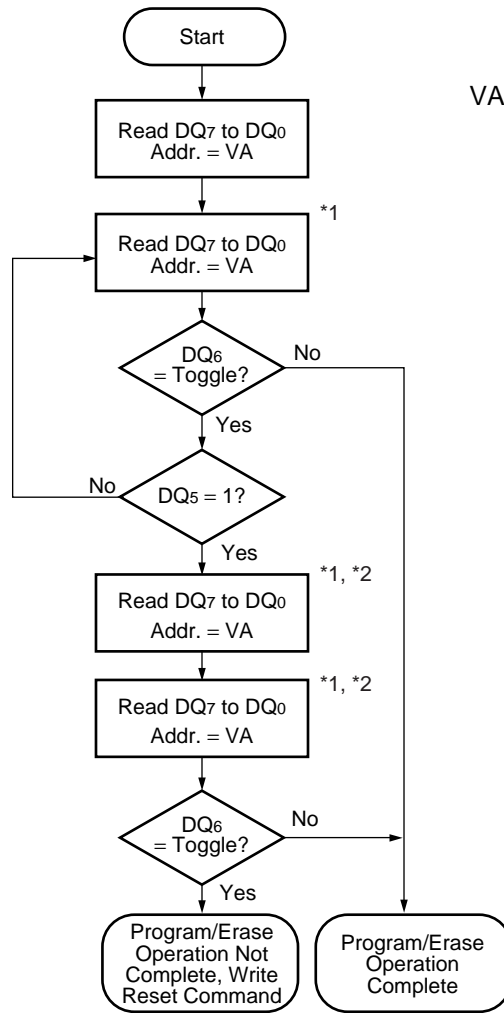 Start
VA
Read DQ7 to DQ0
Addr. = VA
*1
Read DQ7 to DQ0
Addr. = VA
DQ6
= Toggle?
No
Yes
DQ5 = 1?
No
Yes
*1, *2
Read DQ7 to DQ0
Addr. = VA
*1, *2
Read DQ7 to DQ0
Addr. = VA
DQ6
= Toggle?
No
Yes
Program/Erase
Operation Not
Complete, Write
Reset Command
Program/Erase
Operation
Complete